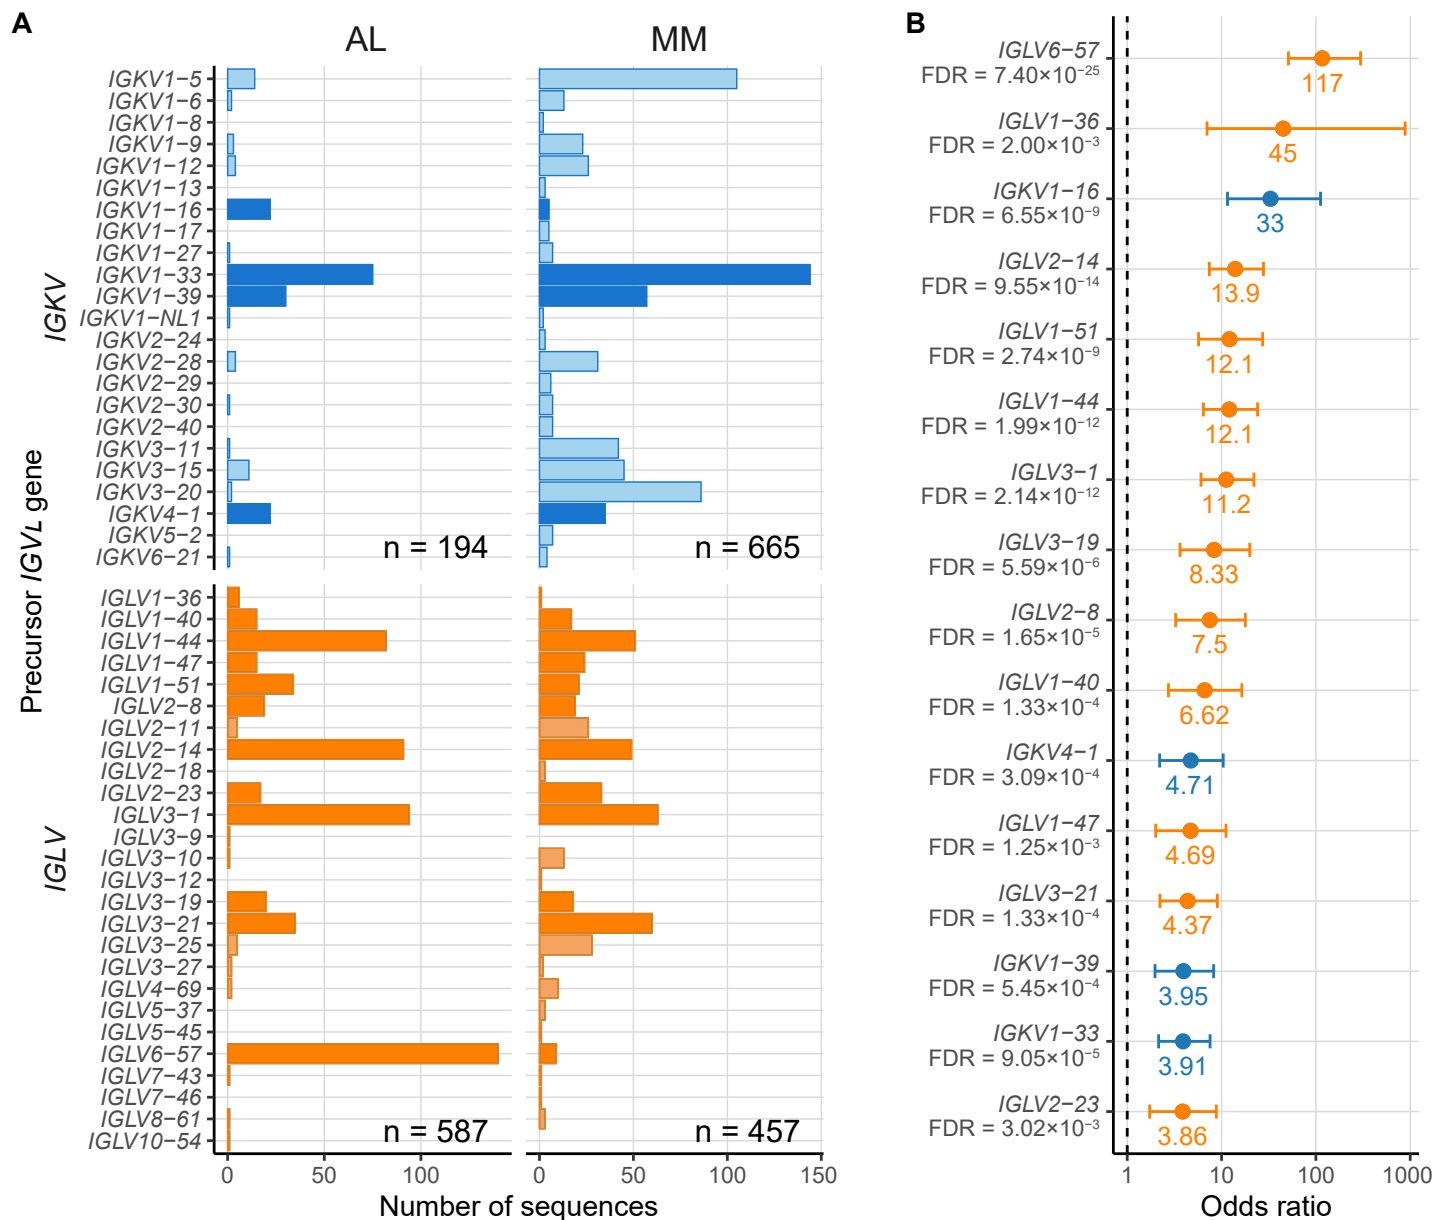 A
AL
MM
IGKV1−5
IGKV1−6
IGKV1−8
IGKV1−9
IGKV1−12
IGKV1−13
IGKV1−16
IGKV1−17
IGKV1−27
IGKV1−33
IGKV1−39
IGKV1−NL1
IGKV2−24
IGKV2−28
IGKV2−29
IGKV2−30
IGKV2−40
IGKV3−11
IGKV3−15
IGKV3−20
IGKV4−1
IGKV5−2
IGKV6−21
n = 194
n = 665
IGKV
Precursor IGVL gene
IGLV
IGLV1−36
IGLV1−40
IGLV1−44
IGLV1−47
IGLV1−51
IGLV2−8
IGLV2−11
IGLV2−14
IGLV2−18
IGLV2−23
IGLV3−1
IGLV3−9
IGLV3−10
IGLV3−12
IGLV3−19
IGLV3−21
IGLV3−25
IGLV3−27
IGLV4−69
IGLV5−37
IGLV5−45
IGLV6−57
IGLV7−43
IGLV7−46
IGLV8−61
IGLV10−54
n = 587
n = 457
0 50 100
0 50 100 150
Number of sequences
B
IGLV6−57
FDR = 7.40×10⁻²⁵
117
IGLV1−36
FDR = 2.00×10⁻³
45
IGKV1−16
FDR = 6.55×10⁻⁹
33
IGLV2−14
FDR = 9.55×10⁻¹⁴
13.9
IGLV1−51
FDR = 2.74×10⁻⁹
12.1
IGLV1−44
FDR = 1.99×10⁻¹²
12.1
IGLV3−1
FDR = 2.14×10⁻¹²
11.2
IGLV3−19
FDR = 5.59×10⁻⁶
8.33
IGLV2−8
FDR = 1.65×10⁻⁵
7.5
IGLV1−40
FDR = 1.33×10⁻⁴
6.62
IGKV4−1
FDR = 3.09×10⁻⁴
4.71
IGLV1−47
FDR = 1.25×10⁻³
4.69
IGLV3−21
FDR = 1.33×10⁻⁴
4.37
IGKV1−39
FDR = 5.45×10⁻⁴
3.95
IGKV1−33
FDR = 9.05×10⁻⁵
3.91
IGLV2−23
FDR = 3.02×10⁻³
3.86
1 10 100 1000
Odds ratio